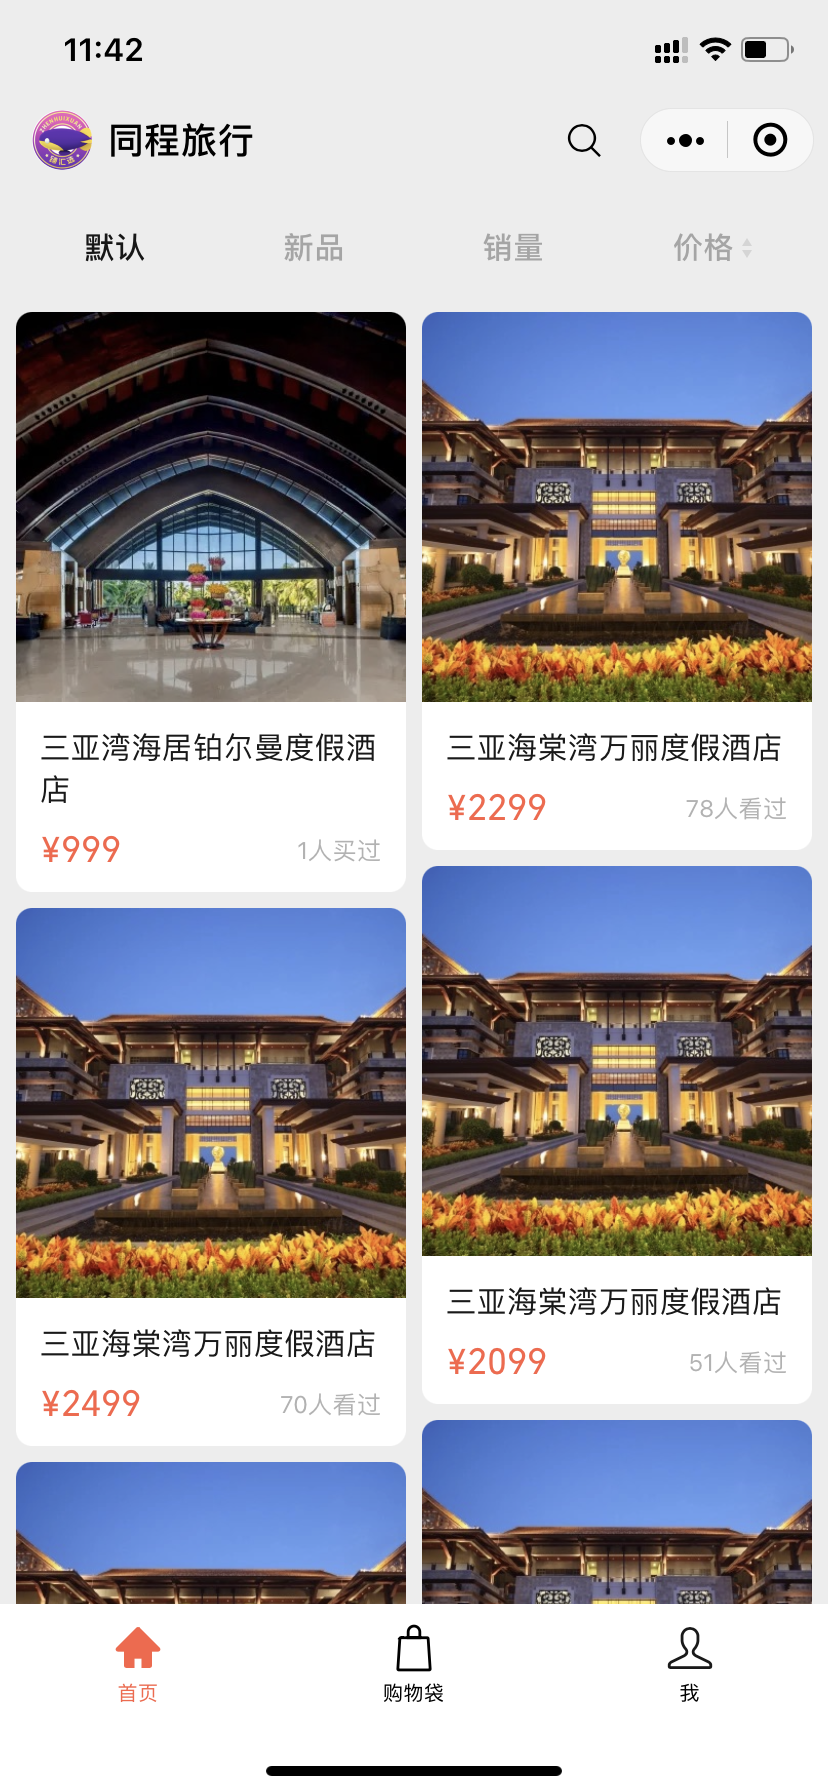 11:42
ZHENHUIXUAN
臻汇选
同程旅行
默认
新品
销量
价格
三亚湾海居铂尔曼度假酒
店
¥999
1人买过
三亚海棠湾万丽度假酒店
¥2299
78人看过
三亚海棠湾万丽度假酒店
¥2499
70人看过
三亚海棠湾万丽度假酒店
¥2099
51人看过
首页
购物袋
我